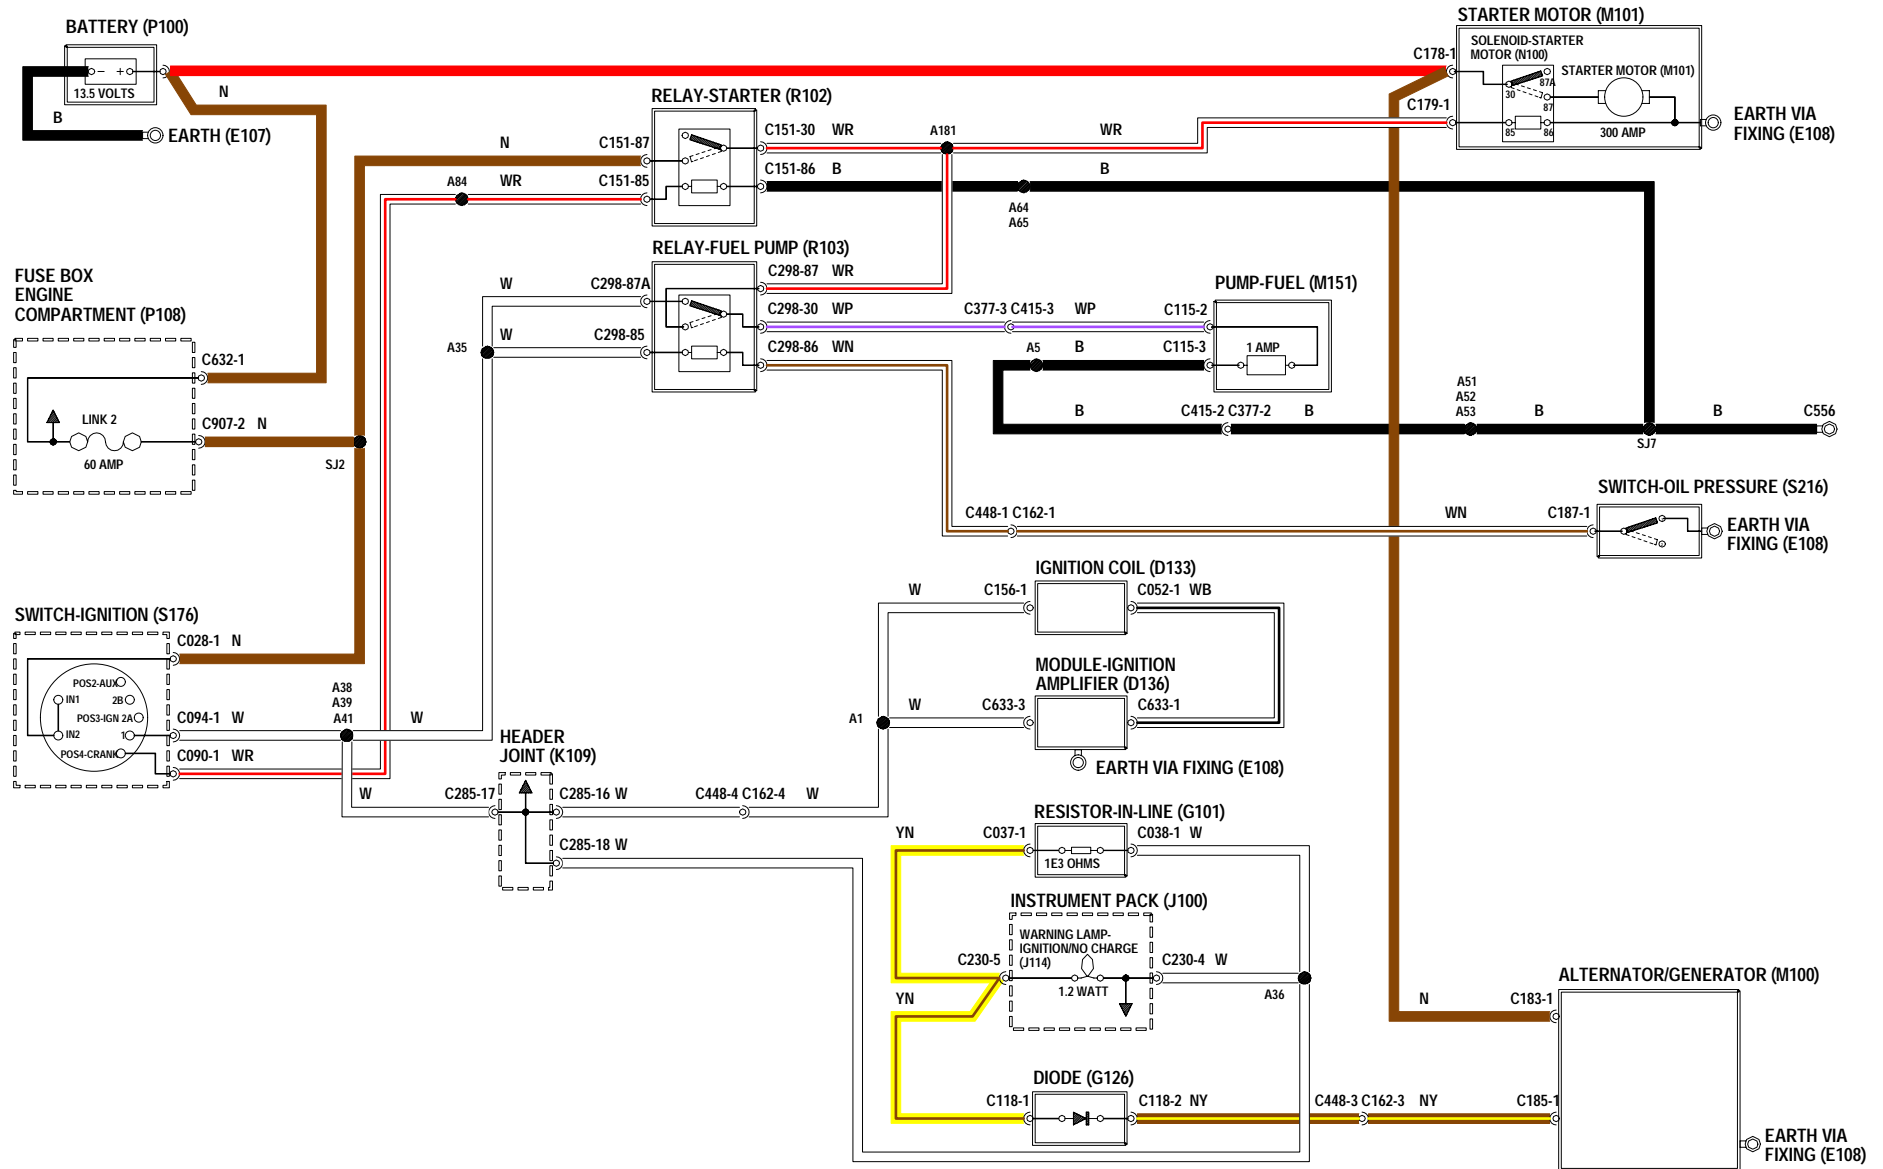 BATTERY (P100)
13.5 VOLTS
N
B
EARTH (E107)
STARTER MOTOR (M101)
C178-1
SOLENOID-STARTER
MOTOR (N100)
STARTER MOTOR (M101)
87A
30
87
85
86
300 AMP
C179-1
EARTH VIA
FIXING (E108)
RELAY-STARTER (R102)
N
C151-87
C151-30 WR
A181
WR
A84
WR
C151-85
C151-86 B
B
A64
A65
RELAY-FUEL PUMP (R103)
C298-87 WR
W
C298-87A
C298-30 WP
C377-3 C415-3
WP
C115-2
PUMP-FUEL (M151)
1 AMP
A35
W
C298-85
C298-86 WN
A5
B
C115-3
FUSE BOX
ENGINE
COMPARTMENT (P108)
C632-1
LINK 2
60 AMP
C907-2 N
SJ2
B
C415-2 C377-2
B
A51
A52
A53
B
SJ7
B
C556
SWITCH-OIL PRESSURE (S216)
C448-1 C162-1
WN
C187-1
EARTH VIA
FIXING (E108)
SWITCH-IGNITION (S176)
C028-1 N
POS2-AUX
IN1
2B
POS3-IGN 2A
IN2
1
POS4-CRANK
C094-1 W
C090-1 WR
A38
A39
A41
W
W
IGNITION COIL (D133)
W
C156-1
C052-1 WB
MODULE-IGNITION
AMPLIFIER (D136)
A1
W
C633-3
C633-1
EARTH VIA FIXING (E108)
HEADER
JOINT (K109)
C285-17
C285-16 W
C448-4 C162-4
W
C285-18 W
RESISTOR-IN-LINE (G101)
YN
C037-1
C038-1 W
1E3 OHMS
INSTRUMENT PACK (J100)
WARNING LAMP-
IGNITION/NO CHARGE
(J114)
1.2 WATT
C230-5
C230-4 W
A36
YN
DIODE (G126)
C118-1
C118-2 NY
C448-3 C162-3
NY
C185-1
ALTERNATOR/GENERATOR (M100)
N
C183-1
EARTH VIA
FIXING (E108)